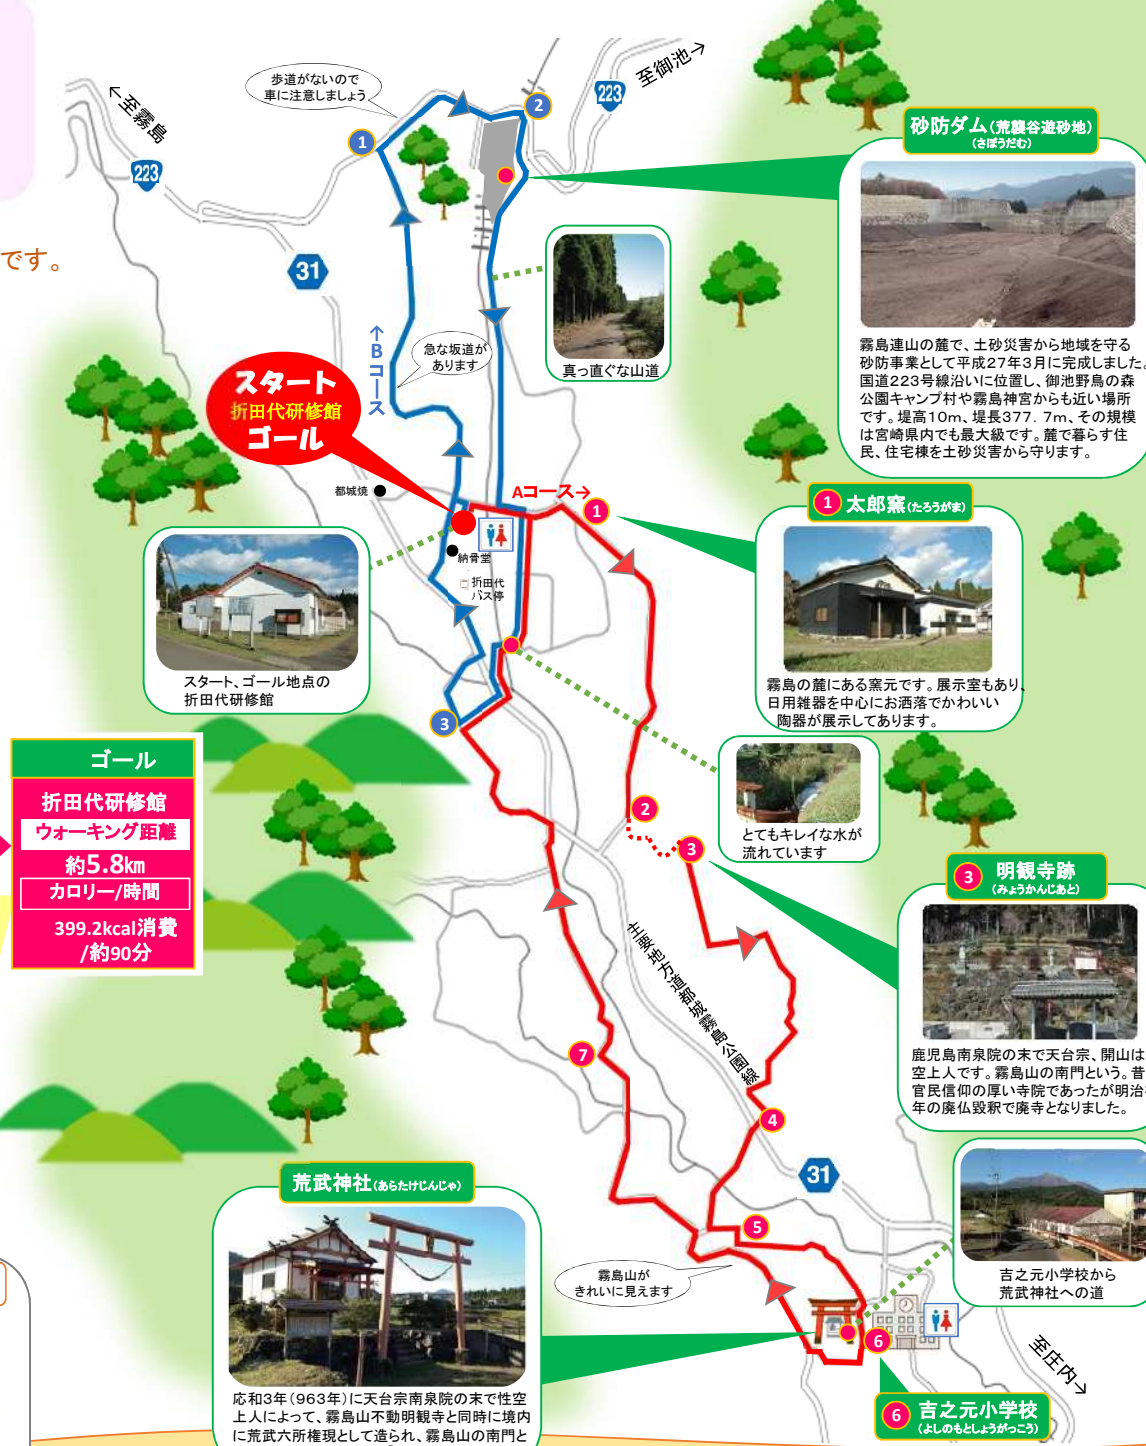 歩道がないので
車に注意しましょう
←至霧島
223
至御池→
223
1
2
砂防ダム(荒襲谷遊砂地)
(さぼうだむ)
霧島連山の麓で、土砂災害から地域を守る
砂防事業として平成27年3月に完成しました。
国道223号線沿いに位置し、御池野鳥の森
公園キャンプ村や霧島神宮からも近い場所
です。堤高10m、堤長377．7m、その規模
は宮崎県内でも最大級です。麓で暮らす住
民、住宅棟を土砂災害から守ります。
です。
31
真っ直ぐな山道
←Bコース
急な坂道が
あります
スタート
折田代研修館
ゴール
都城焼
Aコース→
1
1 太郎窯(たろうがま)
霧島の麓にある窯元です。展示室もあり、
日用雑器を中心にお洒落でかわいい
陶器が展示してあります。
納骨堂
折田代
バス停
スタート、ゴール地点の
折田代研修館
3
ゴール
折田代研修館
ウォーキング距離
約5.8km
カロリー/時間
399.2kcal消費
/約90分
とてもキレイな水が
流れています
2
3
3 明観寺跡
(みょうかんじあと)
鹿児島南泉院の末で天台宗、開山は
空上人です。霧島山の南門という。昔
官民信仰の厚い寺院であったが明治
年の廃仏毀釈で廃寺となりました。
主要地方道都城霧島公園線
7
4
31
5
荒武神社(あらたけじんじゃ)
応和3年(963年)に天台宗南泉院の末で性空
上人によって、霧島山不動明観寺と同時に境内
に荒武六所権現として造られ、霧島山の南門と
霧島山が
きれいに見えます
吉之元小学校から
荒武神社への道
6
至庄内→
6 吉之元小学校
(よしのもとしょうがっこう)